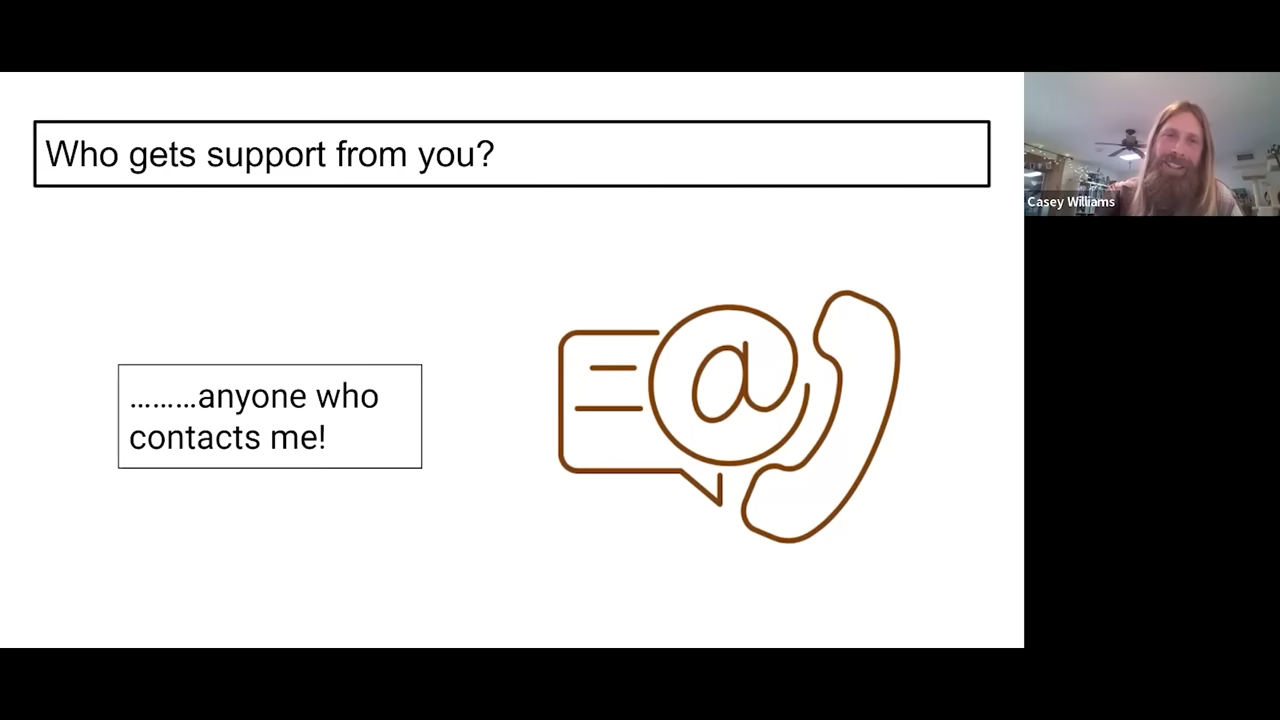 Who gets support from you?
Casey Williams
.........anyone who
contacts me!
@